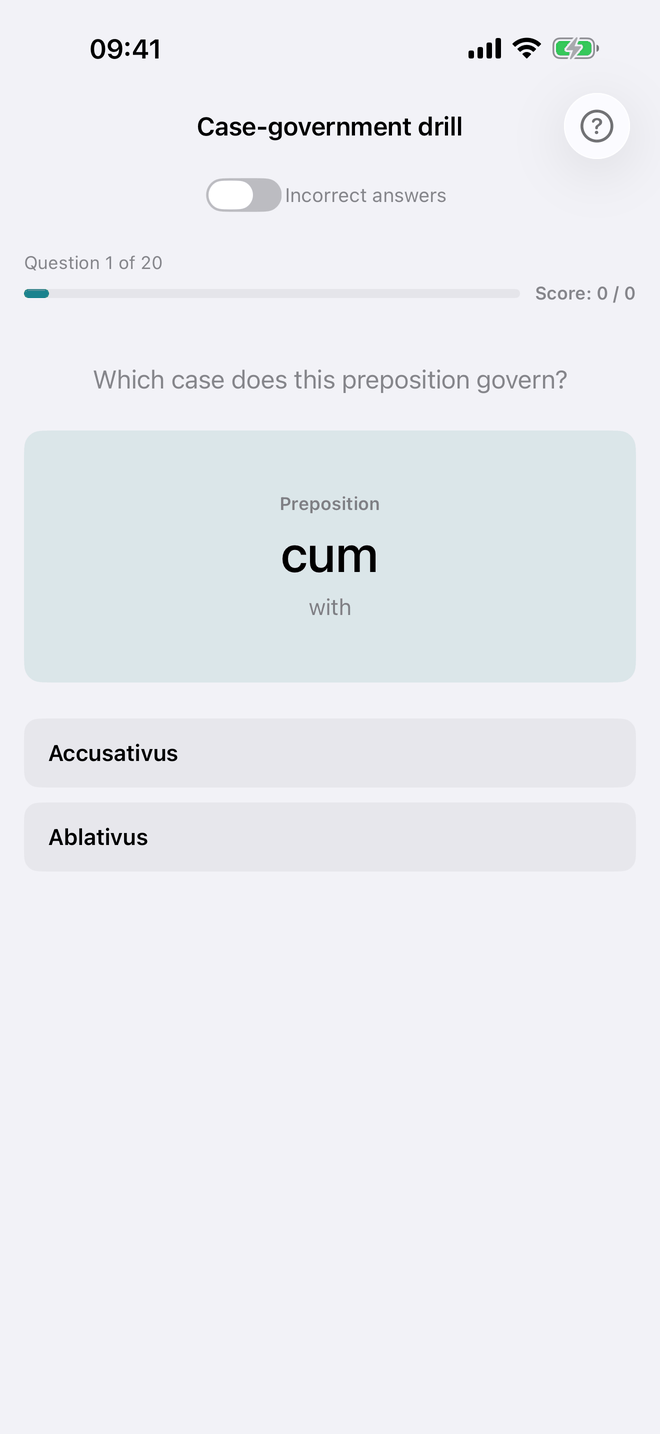 09:41
Case-government drill
?
Incorrect answers
Question 1 of 20
Score: 0 / 0
Which case does this preposition govern?
Preposition
cum
with
Accusativus
Ablativus